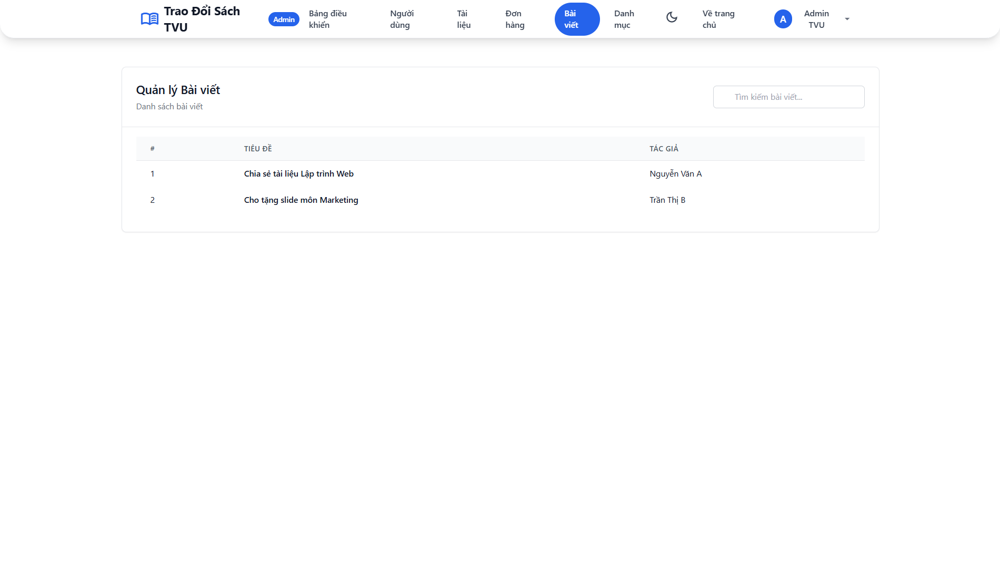 Trao Đổi Sách
TVU
Admin
Bảng điều
khiển
Người
dùng
Tài
liệu
Đơn
hàng
Bài
viết
Danh
mục
Về trang
chủ
A
Admin
TVU
Quản lý Bài viết
Danh sách bài viết
Tìm kiếm bài viết...
# TIÊU ĐỀ TÁC GIẢ
1 Chia sẻ tài liệu Lập trình Web Nguyễn Văn A
2 Cho tặng slide môn Marketing Trần Thị B